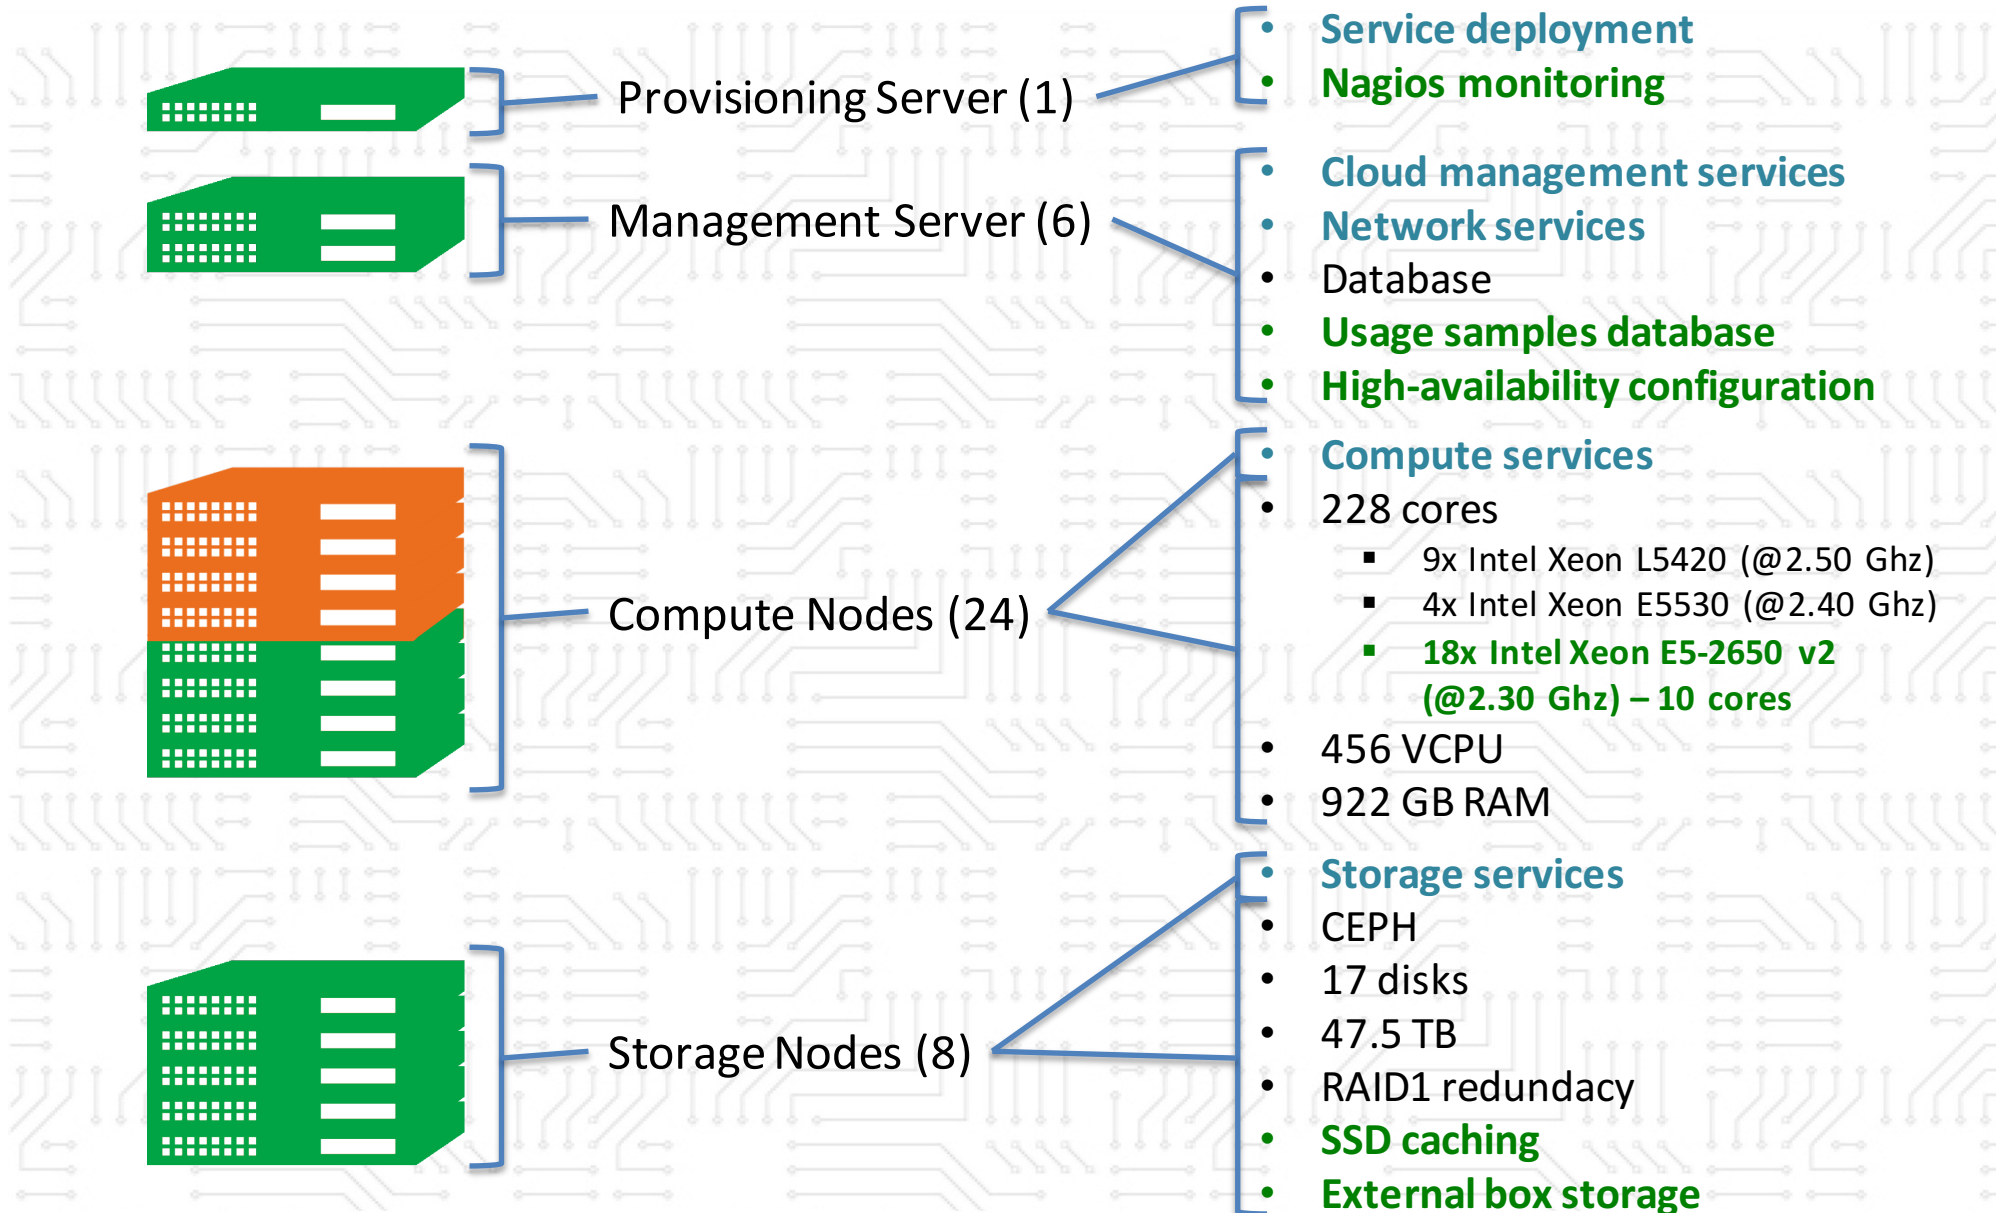 Provisioning Server (1)
• Service deployment
• Nagios monitoring
Management Server (6)
• Cloud management services
• Network services
• Database
• Usage samples database
• High-availability configuration
Compute Nodes (24)
• Compute services
• 228 cores
▪ 9x Intel Xeon L5420 (@2.50 Ghz)
▪ 4x Intel Xeon E5530 (@2.40 Ghz)
▪ 18x Intel Xeon E5-2650 v2
(@2.30 Ghz) – 10 cores
• 456 VCPU
• 922 GB RAM
Storage Nodes (8)
• Storage services
• CEPH
• 17 disks
• 47.5 TB
• RAID1 redundacy
• SSD caching
• External box storage